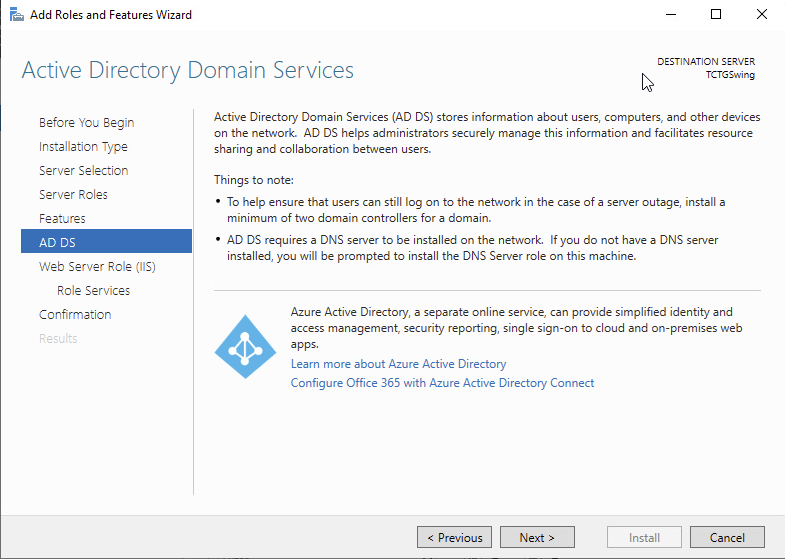 Add Roles and Features Wizard
Active Directory Domain Services
DESTINATION SERVER
TCTGSwing
Before You Begin
Installation Type
Server Selection
Server Roles
Features
AD DS
Web Server Role (IIS)
Role Services
Confirmation
Results
Active Directory Domain Services (AD DS) stores information about users, computers, and other devices
on the network.  AD DS helps administrators securely manage this information and facilitates resource
sharing and collaboration between users.
Things to note:
• To help ensure that users can still log on to the network in the case of a server outage, install a
minimum of two domain controllers for a domain.
• AD DS requires a DNS server to be installed on the network.  If you do not have a DNS server
installed, you will be prompted to install the DNS Server role on this machine.
Azure Active Directory, a separate online service, can provide simplified identity and
access management, security reporting, single sign-on to cloud and on-premises web
apps.
Learn more about Azure Active Directory
Configure Office 365 with Azure Active Directory Connect
< Previous
Next >
Install
Cancel